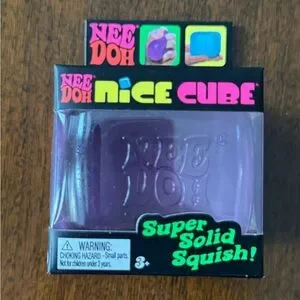 NEE
DOH
NEE
DOH NICE CUBE
NEE
DOH
Super
Solid
Squish!
WARNING:
CHOKING HAZARD - Small parts.
Not for children under 3 years.
3+